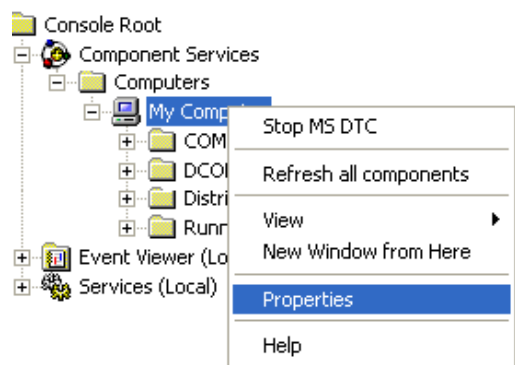 Console Root
Component Services
Computers
My Comp
COM
DCO
Distri
Runn
Event Viewer (Lo
Services (Local)
Stop MS DTC
Refresh all components
View
New Window from Here
Properties
Help